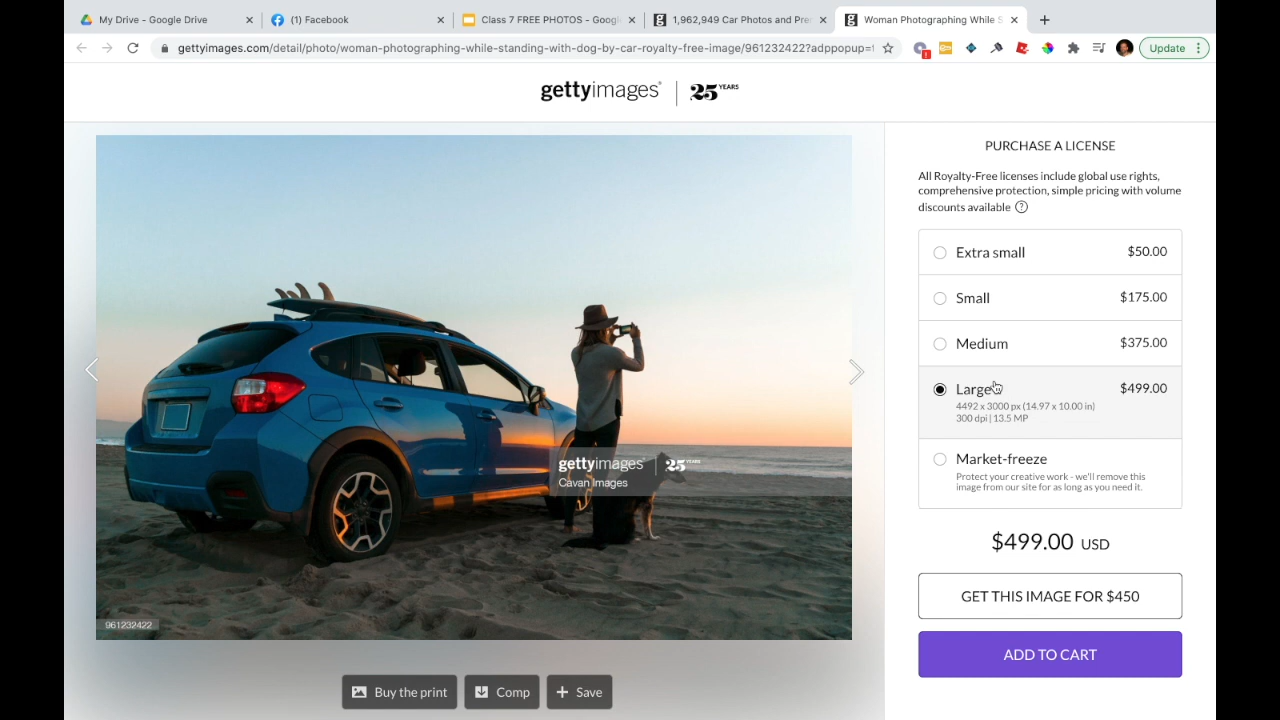 My Drive - Google Drive
(1) Facebook
Class 7 FREE PHOTOS - Googl
1,962,949 Car Photos and Pre
Woman Photographing While S
gettyimages.com/detail/photo/woman-photographing-while-standing-with-dog-by-car-royalty-free-image/961232422?adppopup=t
Update
gettyimages | 25 YEARS
PURCHASE A LICENSE
All Royalty-Free licenses include global use rights,
comprehensive protection, simple pricing with volume
discounts available ?
Extra small $50.00
Small $175.00
Medium $375.00
Large $499.00
4492 x 3000 px (14.97 x 10.00 in)
300 dpi | 13.5 MP
Market-freeze
Protect your creative work - we'll remove this
image from our site for as long as you need it.
$499.00 USD
GET THIS IMAGE FOR $450
ADD TO CART
gettyimages | 25 YEARS
Cavan Images
961232422
Buy the print
Comp
Save